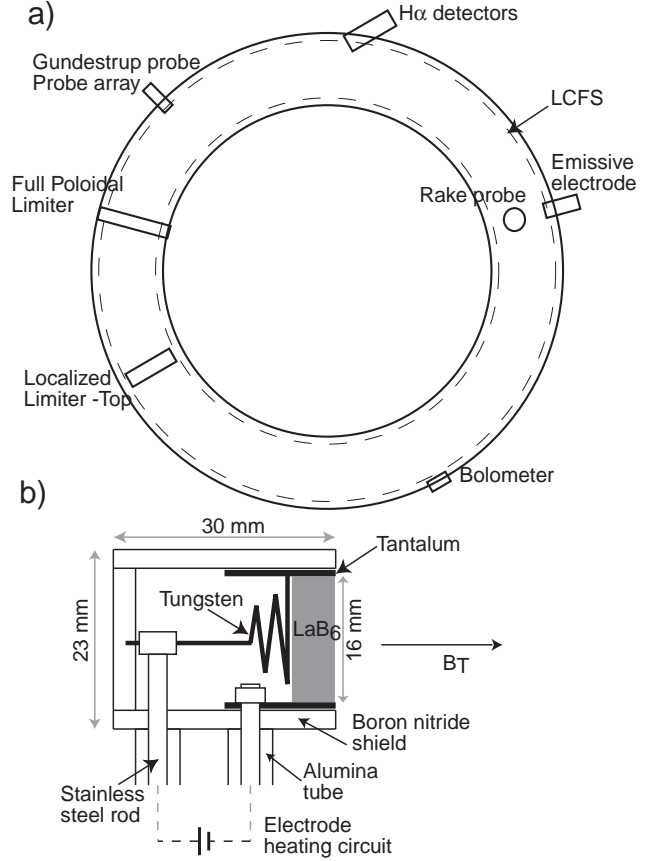 a)
Hα detectors
Gundestrup probe
Probe array
LCFS
Emissive
electrode
Full Poloidal
Limiter
Rake probe
Localized
Limiter -Top
Bolometer
b)
30 mm
Tantalum
Tungsten
LaB6
23 mm
16 mm
BT
Boron nitride
shield
Stainless
steel rod
Alumina
tube
Electrode
heating circuit